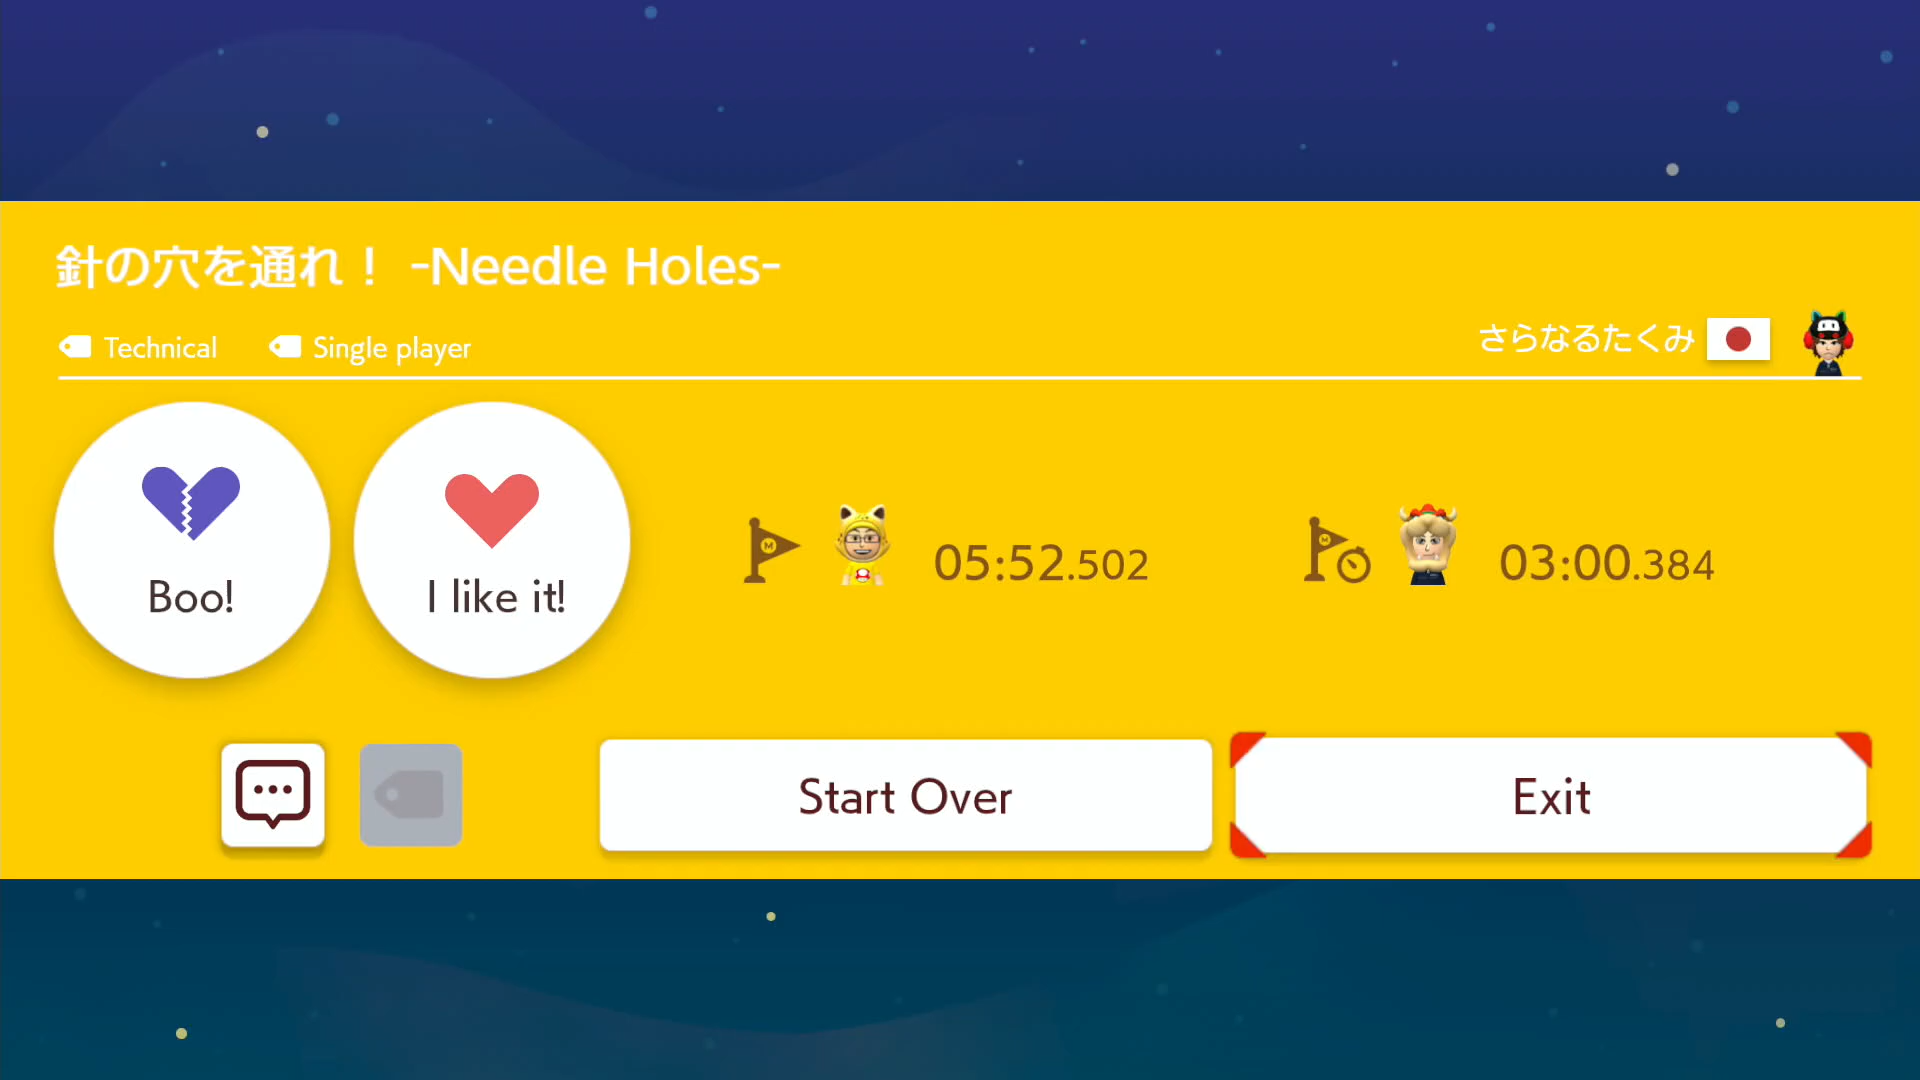 針の穴を通れ！ -Needle Holes-
Technical Single player
さらなるたくみ
Boo!
I like it!
M 05:52.502
M 03:00.384
Start Over
Exit